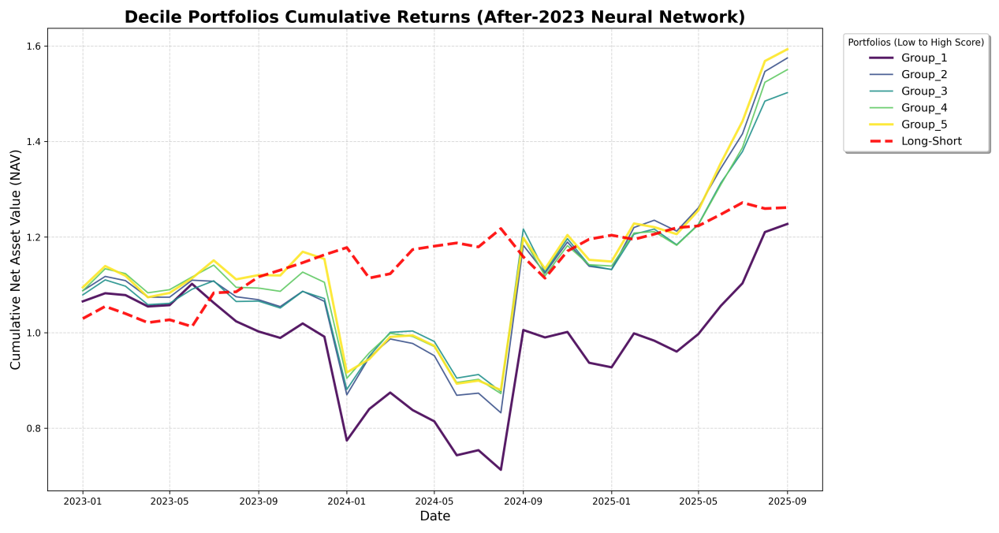 Decile Portfolios Cumulative Returns (After-2023 Neural Network)
Portfolios (Low to High Score)
Group_1
Group_2
Group_3
Group_4
Group_5
Long-Short
Cumulative Net Asset Value (NAV)
1.6
1.4
1.2
1.0
0.8
2023-01 2023-05 2023-09 2024-01 2024-05 2024-09 2025-01 2025-05 2025-09
Date